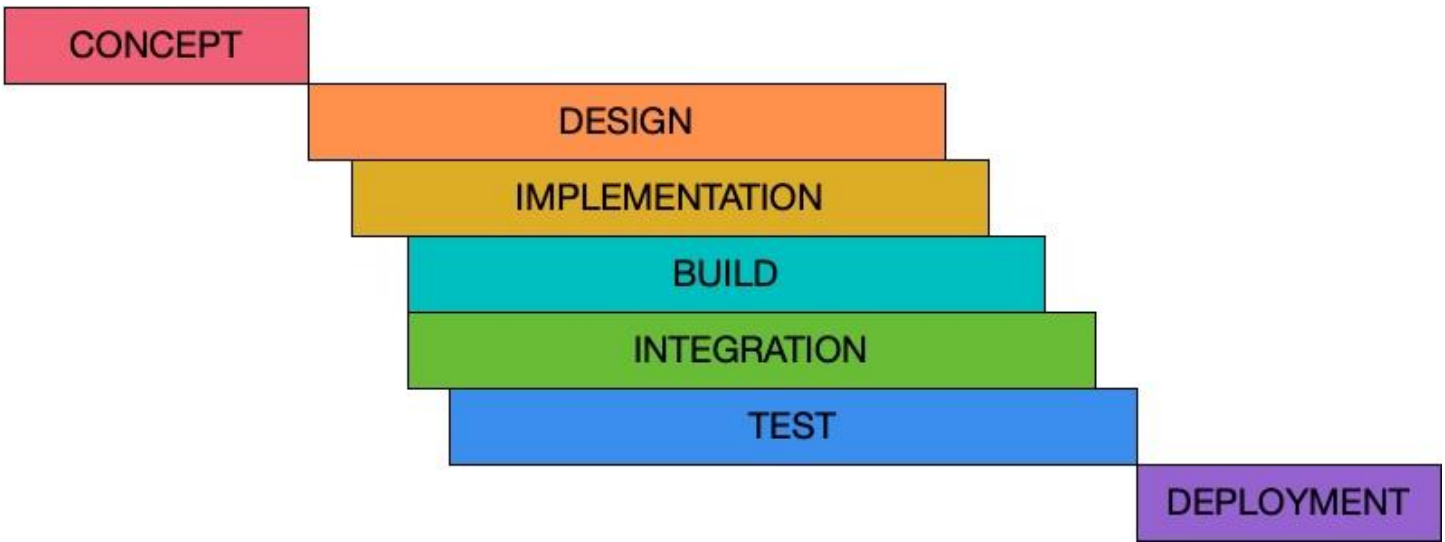 CONCEPT
DESIGN
IMPLEMENTATION
BUILD
INTEGRATION
TEST
DEPLOYMENT